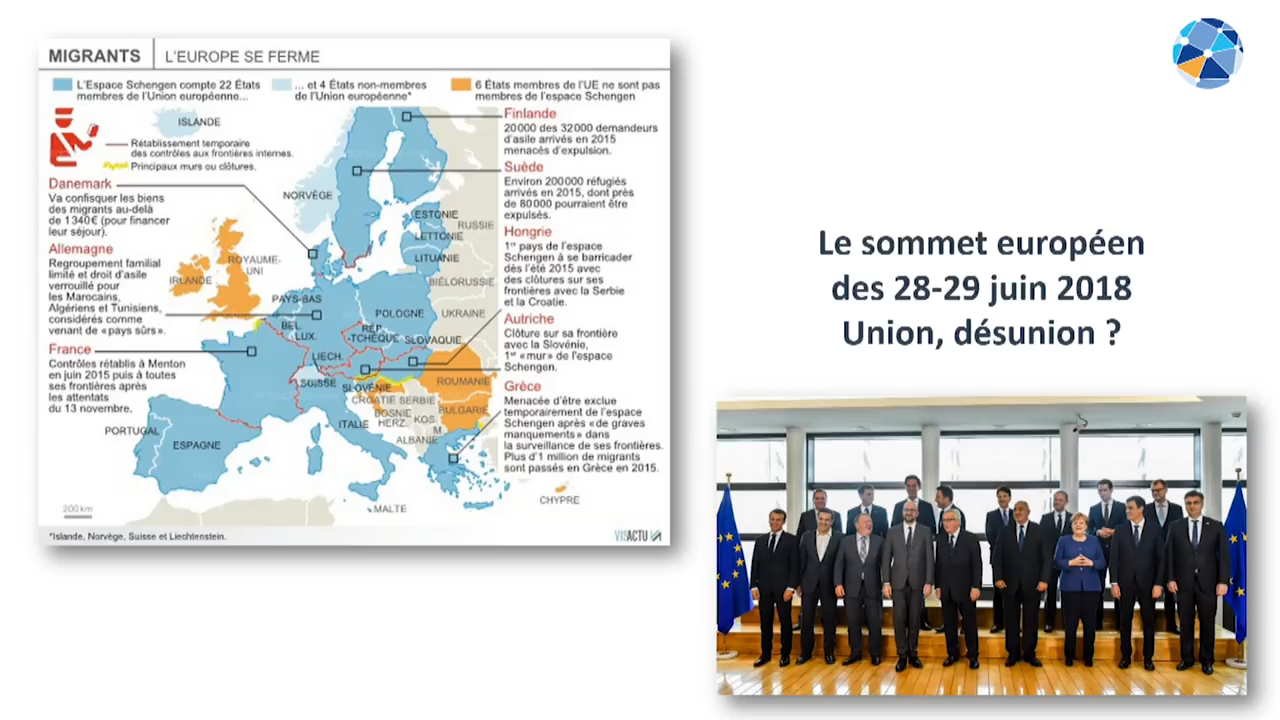 MIGRANTS L'EUROPE SE FERME
L'Espace Schengen compte 22 États
membres de l'Union européenne...
... et 4 États non-membres
de l'Union européenne*
6 États membres de l'UE ne sont pas
membres de l'espace Schengen
Rétablissement temporaire
des contrôles aux frontières internes.
Principaux murs ou clôtures.
Danemark
Va confisquer les biens
des migrants au-delà
de 1340€ (pour financer
leur séjour).
Allemagne
Regroupement familial
limité et droit d'asile
verrouillé pour
les Marocains,
Algériens et Tunisiens,
considérés comme
venant de «pays sûrs».
France
Contrôles rétablis à Menton
en juin 2015 puis à toutes
ses frontières après
les attentats
du 13 novembre.
ISLANDE
NORVÈGE
ESTONIE
RUSSIE
LETTONIE
LITUANIE
BIÉLORUSSIE
ROYAUME-
UNI
IRLANDE
PAYS-BAS
BEL.
LUX.
POLOGNE
UKRAINE
RÉP.
-TCHÈQUE
SLOVAQUIE
LIECH.
SUISSE
SLOVÉNIE
ROUMANIE
CROATIE
SERBIE
BOSNIE
HERZ.
KOS.
BULGARIE
M.
ITALIE
ALBANIE
PORTUGAL
ESPAGNE
MALTE
CHYPRE
200 km
Finlande
20000 des 32000 demandeurs
d'asile arrivés en 2015
menacés d'expulsion.
Suède
Environ 200000 réfugiés
arrivés en 2015, dont près
de 80000 pourraient être
expulsés.
Hongrie
1er pays de l'espace
Schengen à se barricader
dès l'été 2015 avec
des clôtures sur ses
frontières avec la Serbie
et la Croatie.
Autriche
Clôture sur sa frontière
avec la Slovénie,
1er «mur» de l'espace
Schengen.
Grèce
Menacée d'être exclue
temporairement de l'espace
Schengen après «de graves
manquements» dans
la surveillance de ses frontières.
Plus d'1 million de migrants
sont passés en Grèce en 2015.
*Islande, Norvège, Suisse et Liechtenstein.
VISACTU
Le sommet européen
des 28-29 juin 2018
Union, désunion ?